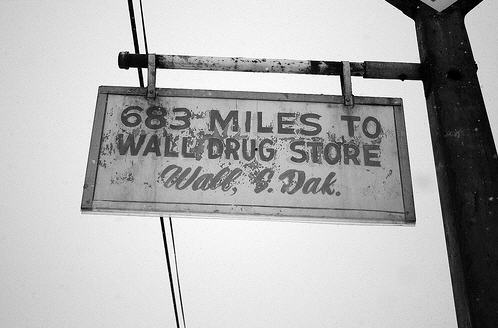 683 MILES TO
WALL DRUG STORE
Wall, S. Dak.